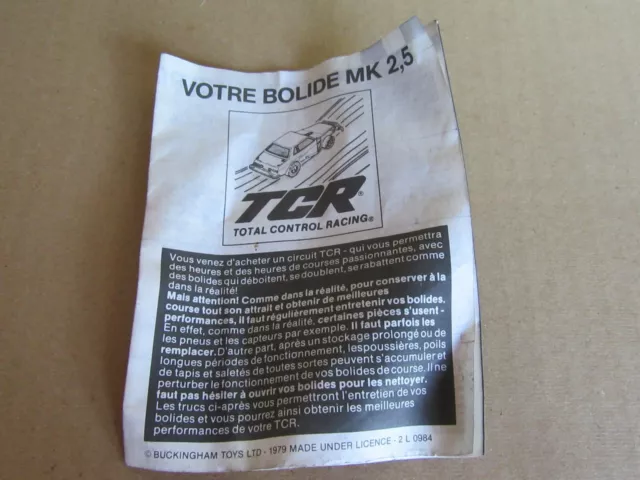 VOTRE BOLIDE MK 2,5
TCR®
TOTAL CONTROL RACING®
Vous venez d'acheter un circuit TCR - qui vous permettra
des heures et des heures de courses passionnantes, avec
des bolides qui déboitent, se doublent, se rabattent comme
dans la réalité!
Mais attention! Comme dans la réalité, pour conserver à la
course tout son attrait et obtenir de meilleures
performances, il faut régulièrement entretenir vos bolides.
En effet, comme dans la réalité, certaines pièces s'usent -
les pneus et les capteurs par exemple. Il faut parfois les
remplacer. D'autre part, après un stockage prolongé ou de
longues périodes de fonctionnement, les poussières, poils
de tapis et saletés de toutes sortes peuvent s'accumuler et
perturber le fonctionnement de vos bolides de course. Il ne
faut pas hésiter à ouvrir vos bolides pour les nettoyer.
Les trucs ci-après vous permettront l'entretien de vos
bolides et vous pourrez ainsi obtenir les meilleures
performances de votre TCR.
© BUCKINGHAM TOYS LTD - 1979 MADE UNDER LICENCE - 2 L 0984